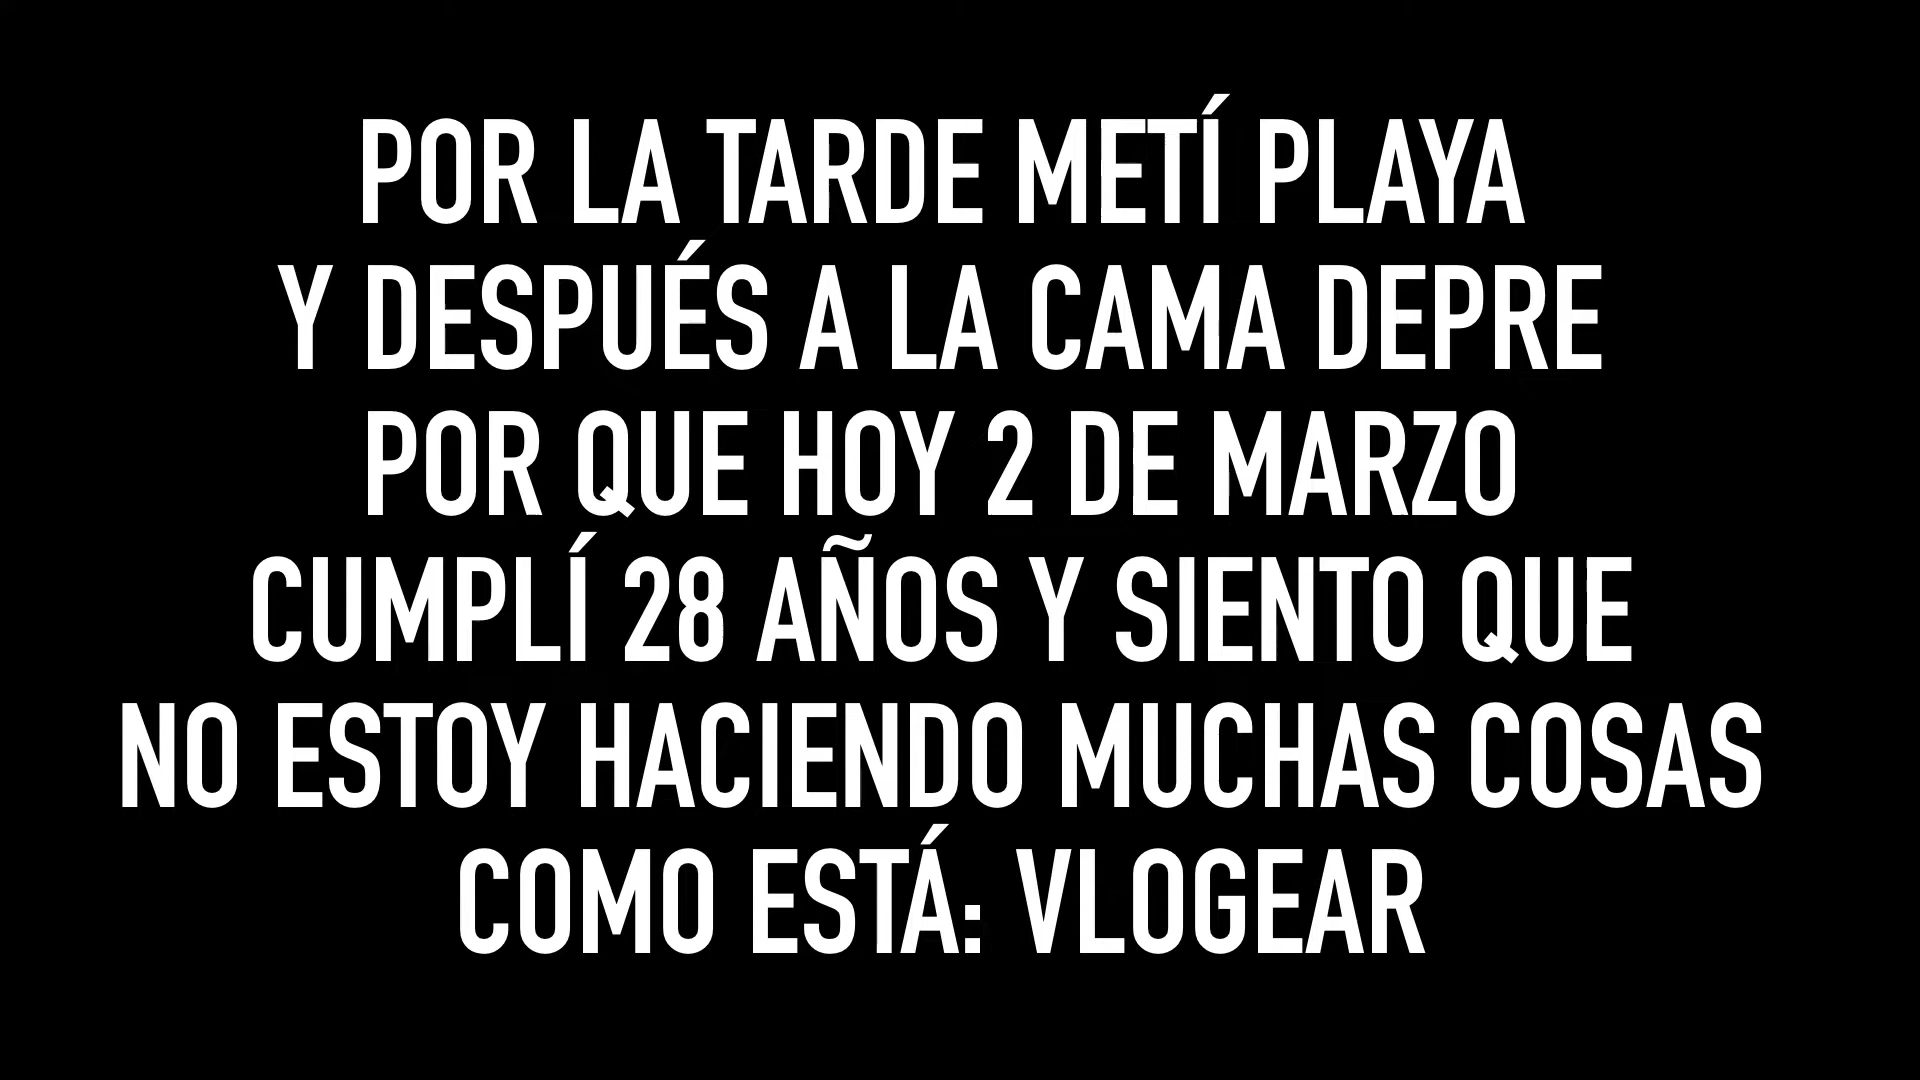 POR LA TARDE METÍ PLAYA
Y DESPUÉS A LA CAMA DEPRE
POR QUE HOY 2 DE MARZO
CUMPLÍ 28 AÑOS Y SIENTO QUE
NO ESTOY HACIENDO MUCHAS COSAS
COMO ESTÁ: VLOGEAR